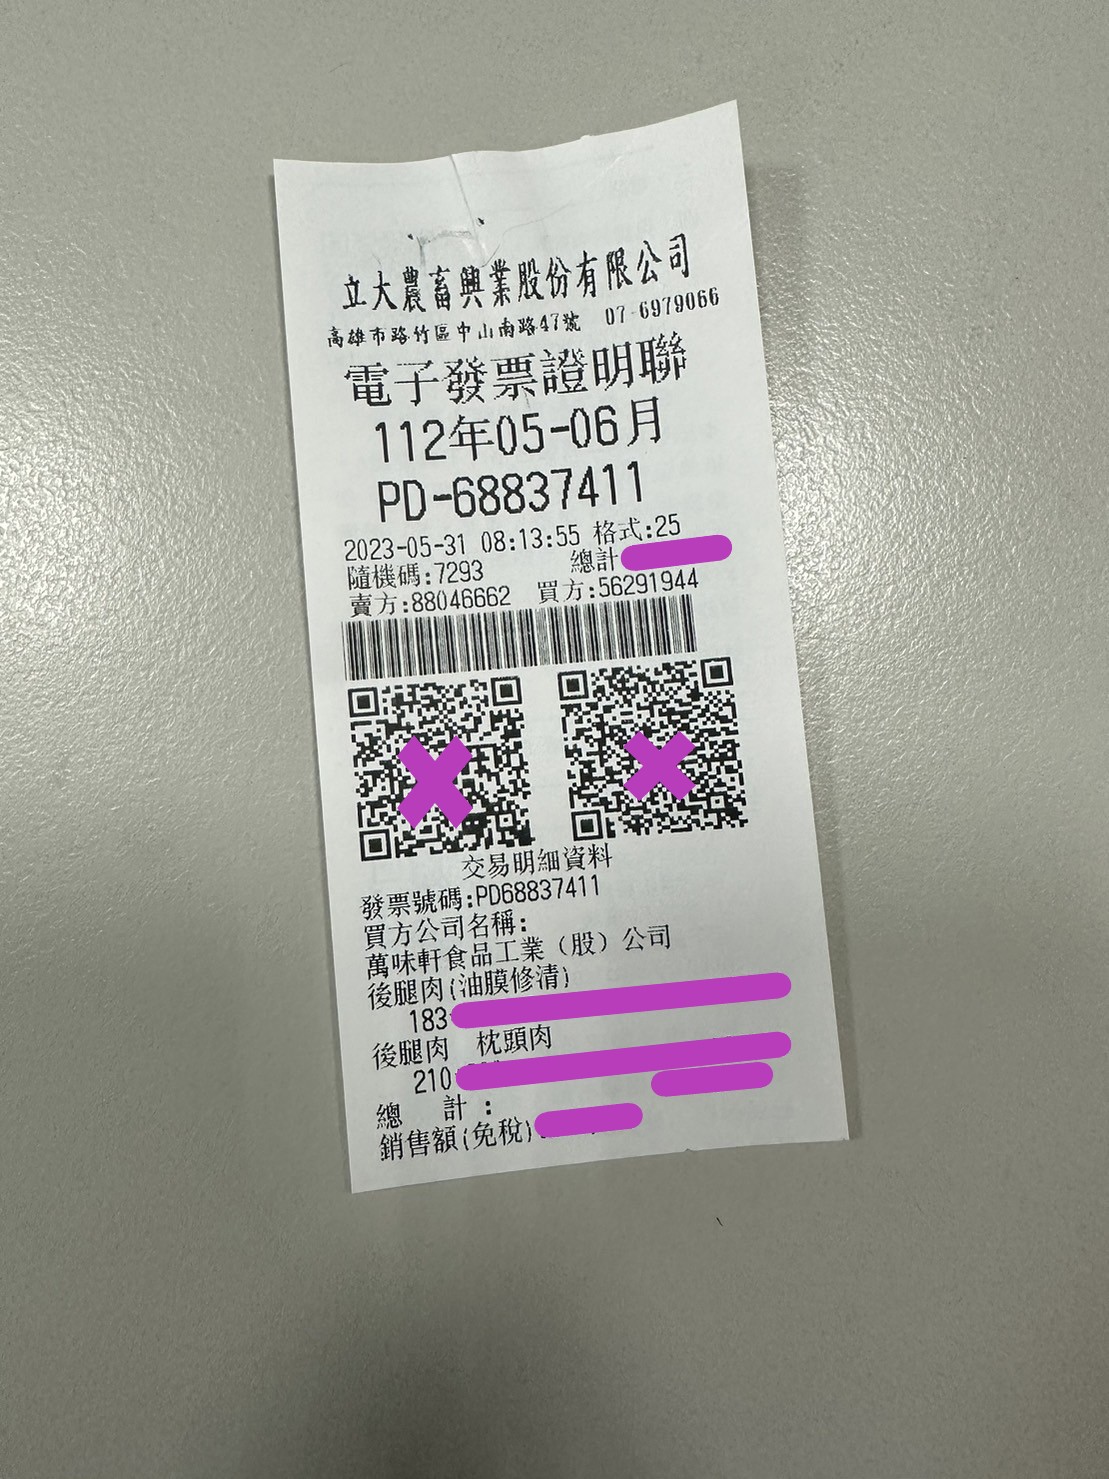 立大農畜興業股份有限公司
高雄市路竹區中山南路47號 07-6979066
電子發票證明聯
112年05-06月
PD-68837411
2023-05-31 08:13:55 格式:25
隨機碼:7293 總計
賣方:88046662 買方:56291944
交易明細資料
發票號碼:PD68837411
買方公司名稱:
萬味軒食品工業（股）公司
後腿肉(油膜修清)
183
後腿肉 枕頭肉
210
總 計 :
銷售額(免稅)